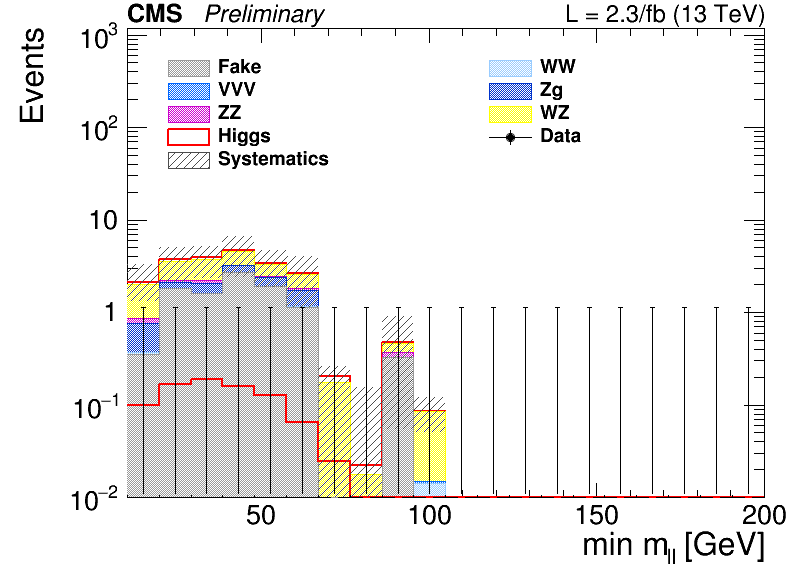 CMS Preliminary L = 2.3/fb (13 TeV)
Events
10³
10²
10
1
10⁻¹
10⁻²
Fake
VVV
ZZ
Higgs
Systematics
WW
Zg
WZ
Data
50 100 150 200
min m_ll [GeV]